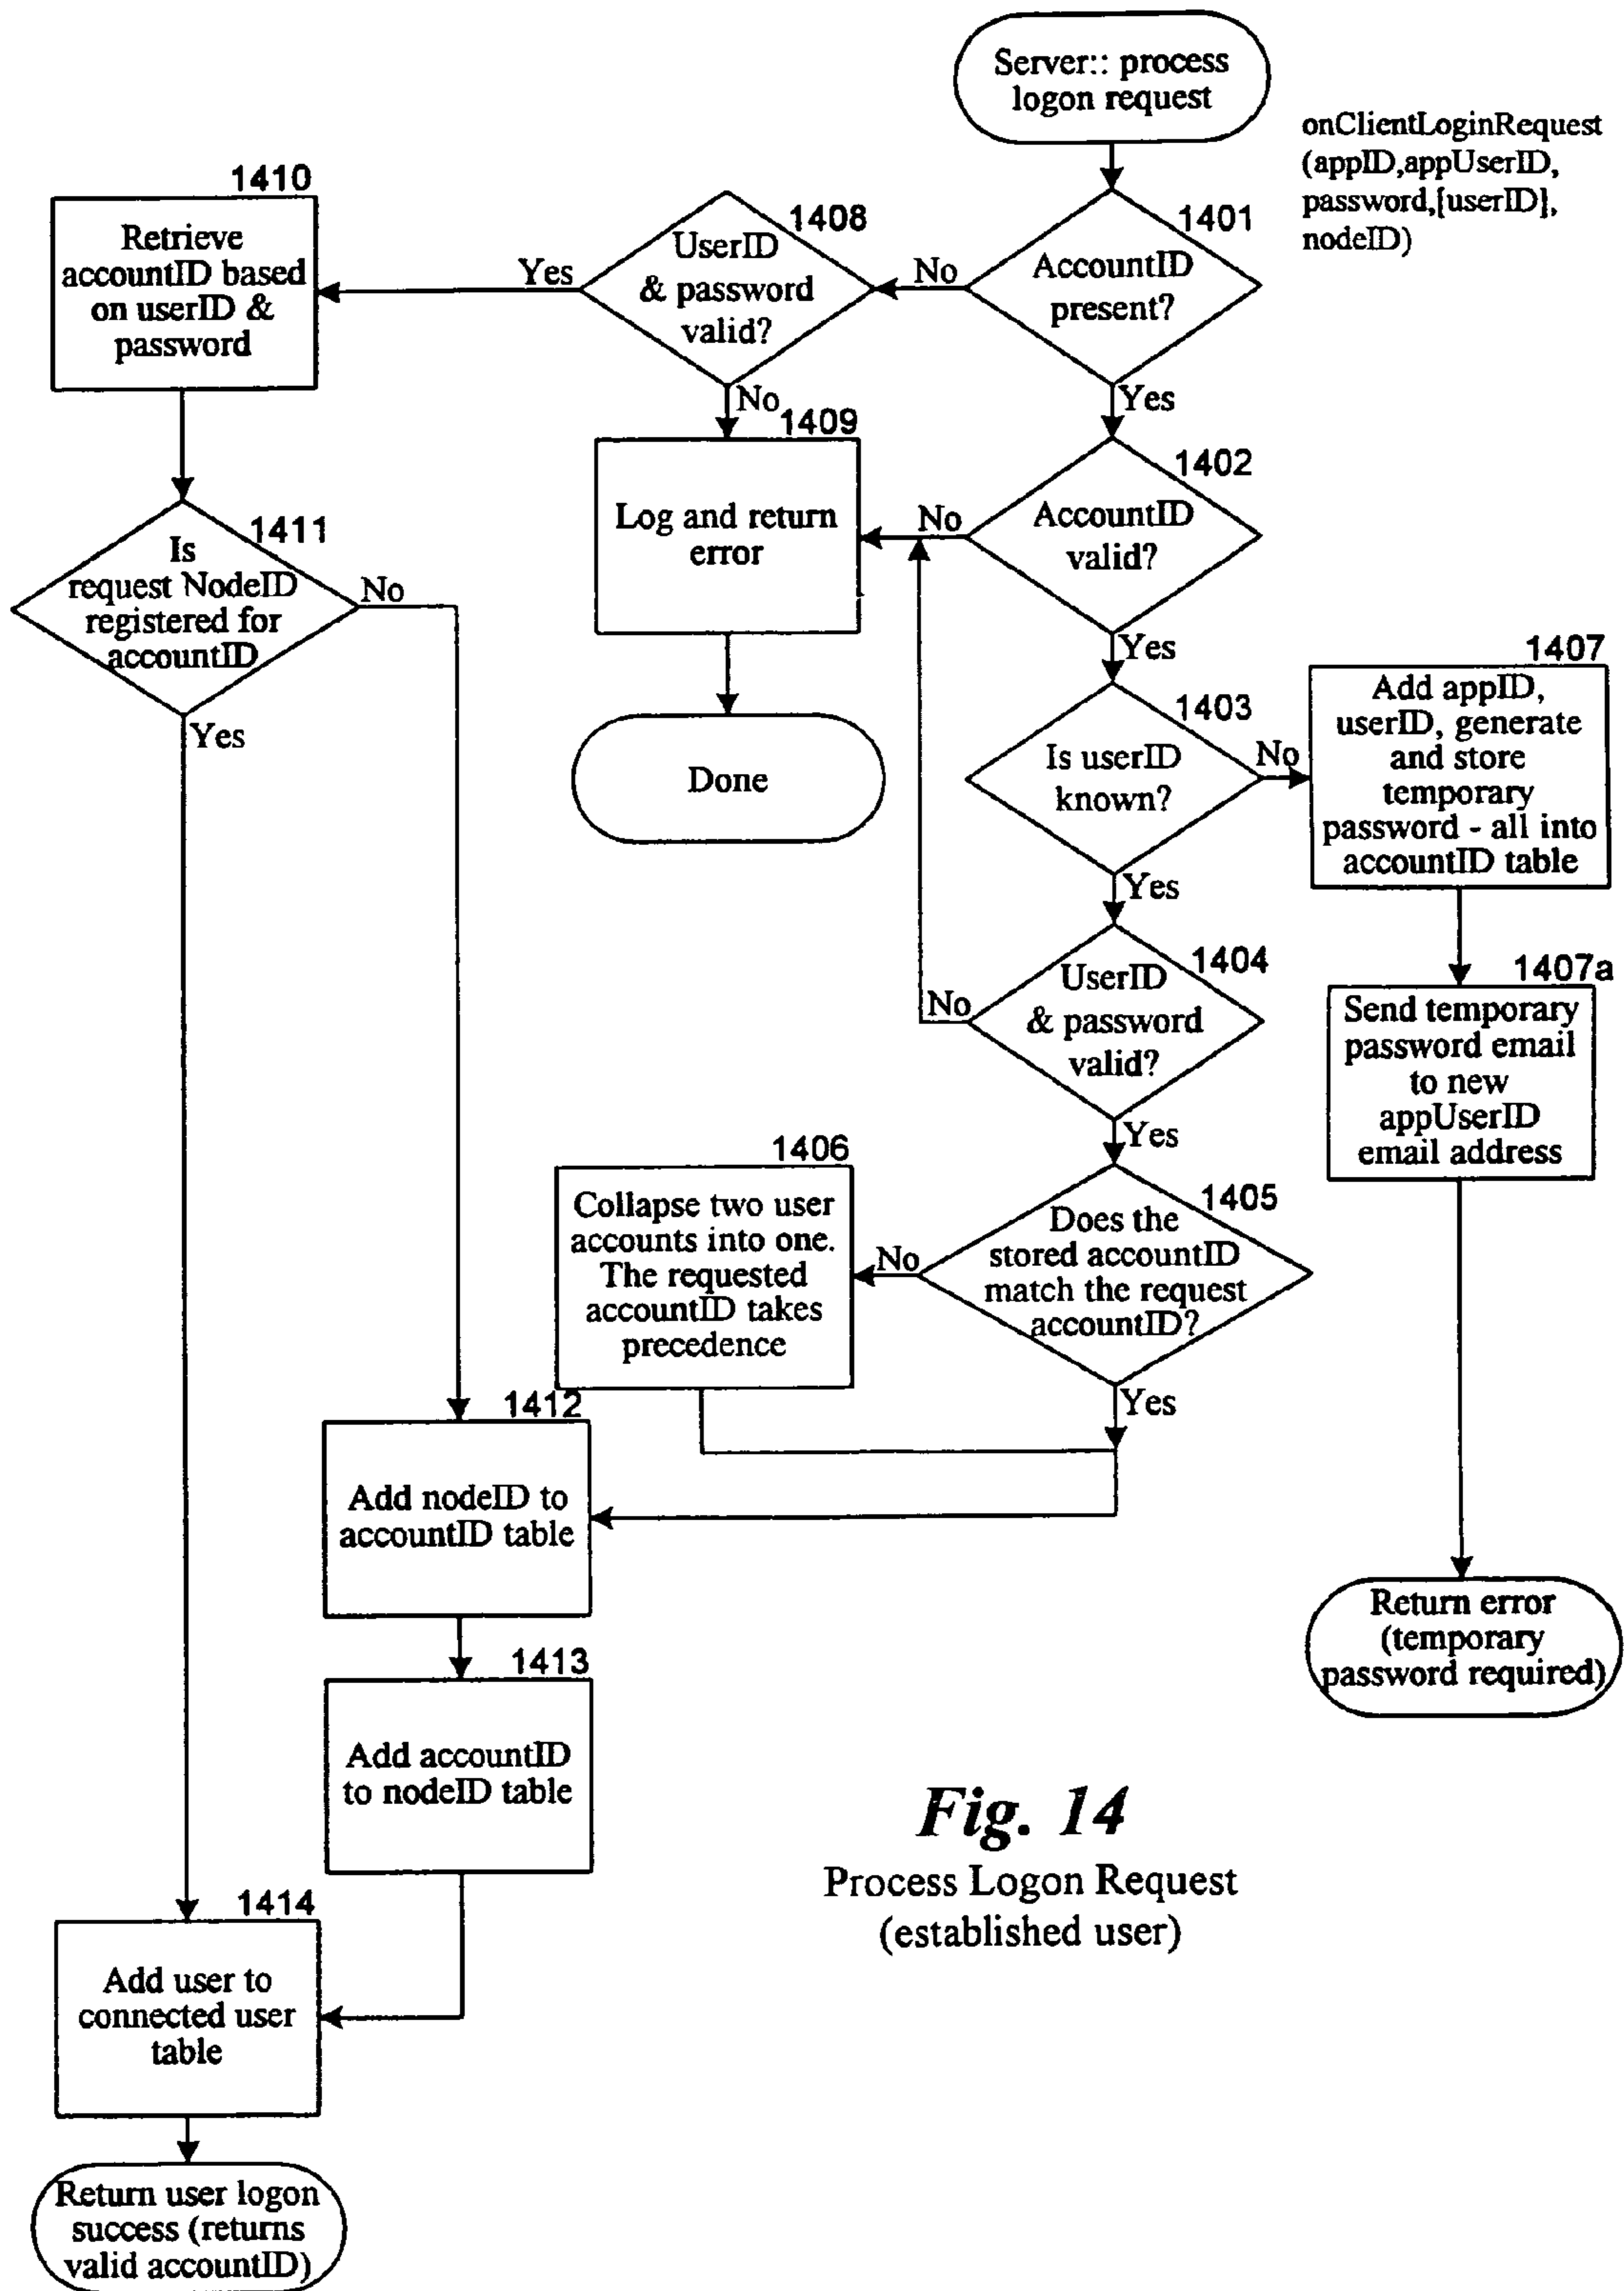 Server:: process
logon request
onClientLoginRequest
(appID,appUserID,
password,[userID],
nodeID)
1401
AccountID
present?
No
Yes
1408
UserID
& password
valid?
Yes
No
1410
Retrieve
accountID based
on userID &
password
1409
Log and return
error
Done
1402
AccountID
valid?
No
Yes
1411
Is
request NodeID
registered for
accountID
No
Yes
1403
Is userID
known?
No
Yes
1407
Add appID,
userID, generate
and store
temporary
password - all into
accountID table
1404
UserID
& password
valid?
No
Yes
1407a
Send temporary
password email
to new
appUserID
email address
1405
Does the
stored accountID
match the request
accountID?
No
Yes
1406
Collapse two user
accounts into one.
The requested
accountID takes
precedence
1412
Add nodeID to
accountID table
Return error
(temporary
password required)
1413
Add accountID
to nodeID table
1414
Add user to
connected user
table
Return user logon
success (returns
valid accountID)
Fig. 14
Process Logon Request
(established user)